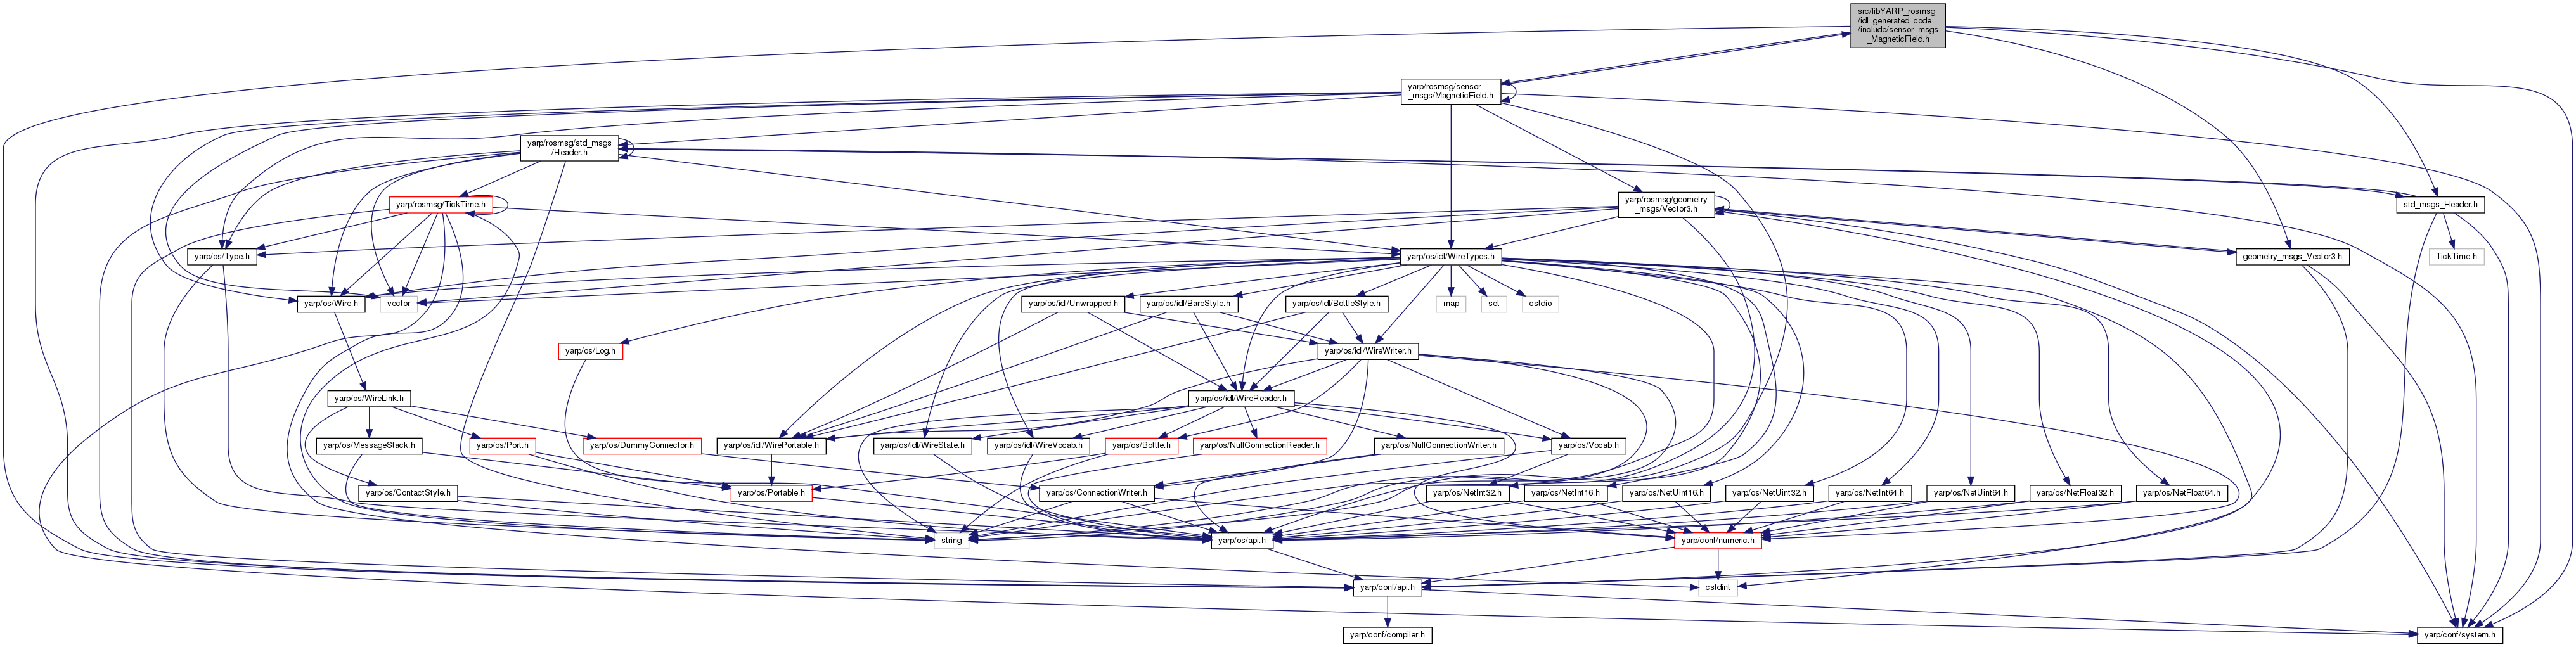 src/libYARP_rosmsg
/idl_generated_code
/include/sensor_msgs
_MagneticField.h
yarp/rosmsg/sensor
_msgs/MagneticField.h
yarp/rosmsg/std_msgs
/Header.h
yarp/rosmsg/TickTime.h
yarp/rosmsg/geometry
_msgs/Vector3.h
std_msgs_Header.h
yarp/os/Type.h
yarp/os/idl/WireTypes.h
geometry_msgs_Vector3.h
TickTime.h
yarp/os/Wire.h
vector
yarp/os/idl/Unwrapped.h
yarp/os/idl/BareStyle.h
yarp/os/idl/BottleStyle.h
map
set
cstdio
yarp/os/Log.h
yarp/os/idl/WireWriter.h
yarp/os/WireLink.h
yarp/os/idl/WireReader.h
yarp/os/MessageStack.h
yarp/os/Port.h
yarp/os/DummyConnector.h
yarp/os/idl/WirePortable.h
yarp/os/idl/WireState.h
yarp/os/idl/WireVocab.h
yarp/os/Bottle.h
yarp/os/NullConnectionReader.h
yarp/os/NullConnectionWriter.h
yarp/os/Vocab.h
yarp/os/ContactStyle.h
yarp/os/Portable.h
yarp/os/ConnectionWriter.h
yarp/os/NetInt32.h
yarp/os/NetInt16.h
yarp/os/NetUint16.h
yarp/os/NetUint32.h
yarp/os/NetInt64.h
yarp/os/NetUint64.h
yarp/os/NetFloat32.h
yarp/os/NetFloat64.h
string
yarp/os/api.h
yarp/conf/numeric.h
yarp/conf/api.h
cstdint
yarp/conf/compiler.h
yarp/conf/system.h